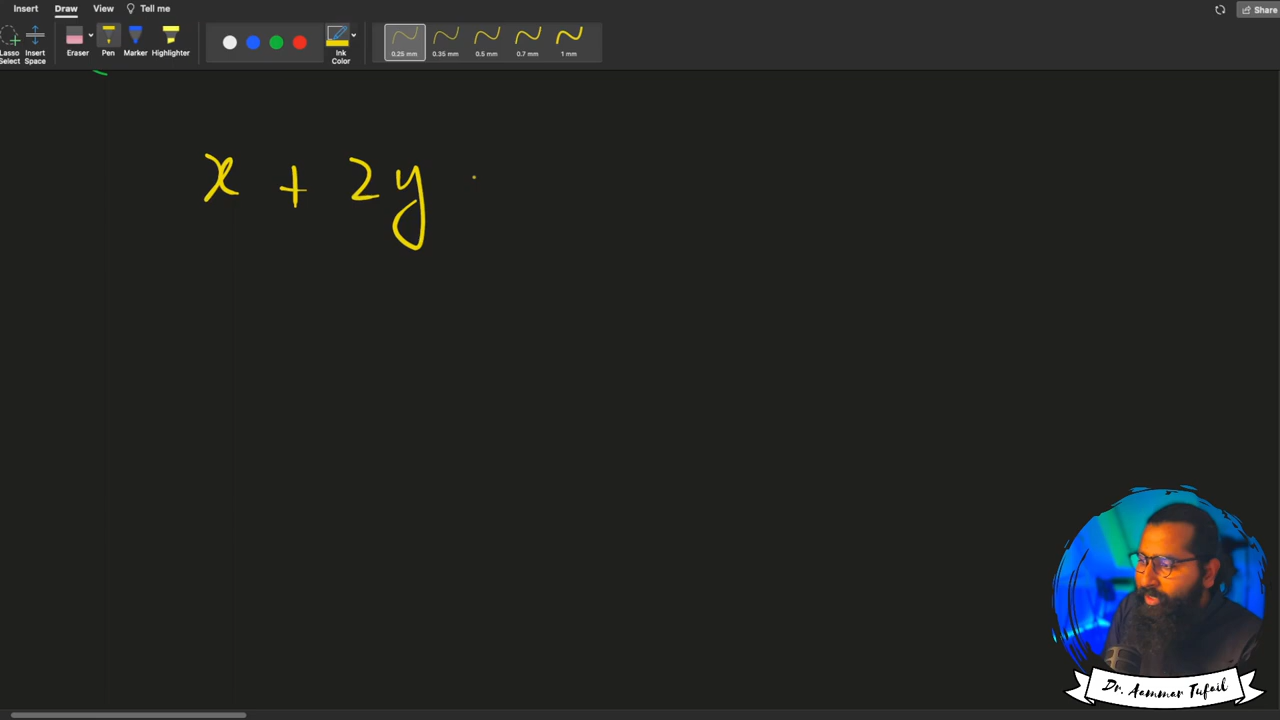 Insert Draw View Tell me Share
Lasso Select Insert Space Eraser Pen Marker Highlighter Ink Color 0.25 mm 0.35 mm 0.5 mm 0.7 mm 1 mm
x + 2y
Dr. Aammar Tufail